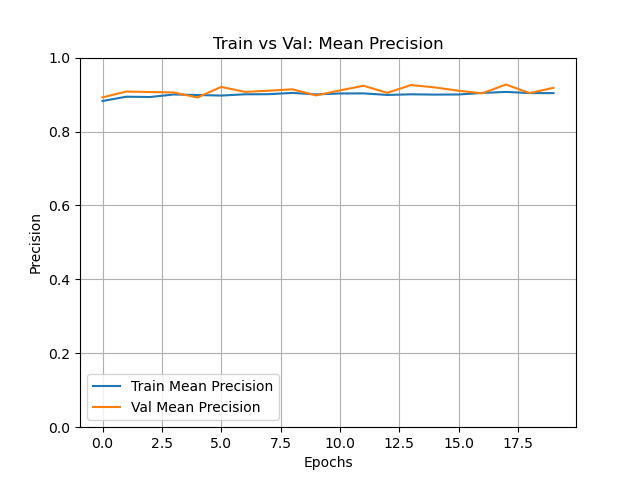 Train vs Val: Mean Precision
1.0
0.8
0.6
0.4
0.2
0.0
Precision
Train Mean Precision
Val Mean Precision
0.0 2.5 5.0 7.5 10.0 12.5 15.0 17.5
Epochs